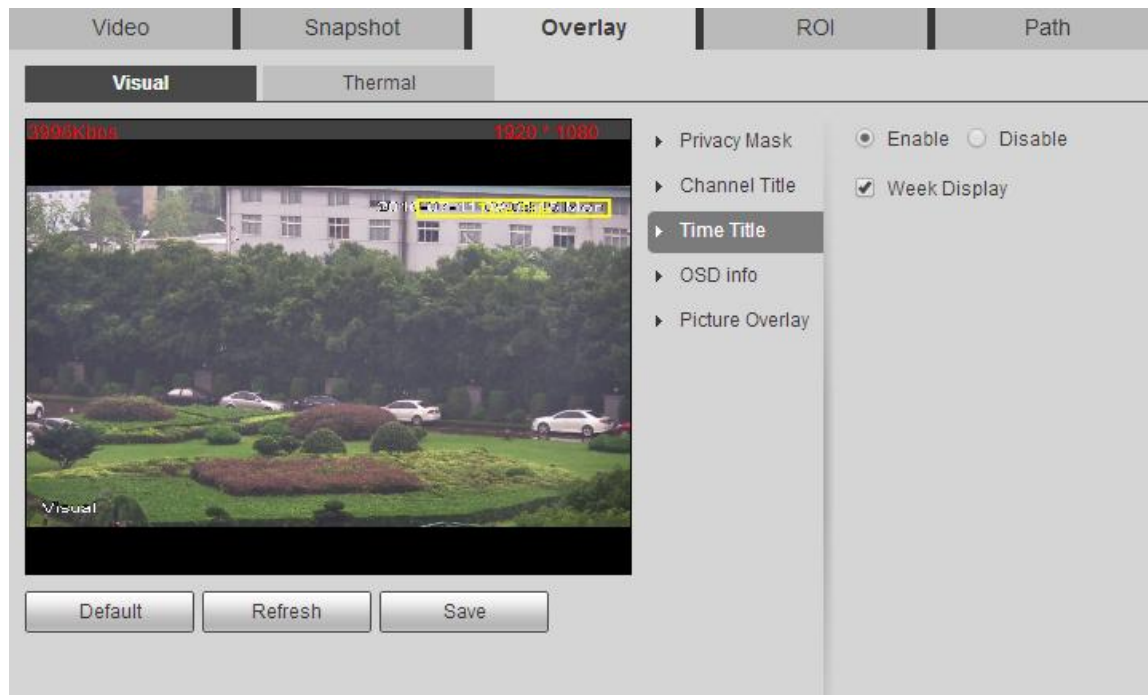 Video Snapshot Overlay ROI Path
Visual Thermal
3996Kbps 1920 * 1080
Privacy Mask
Channel Title
Time Title
OSD info
Picture Overlay
Enable Disable
Week Display
Visual
Default Refresh Save